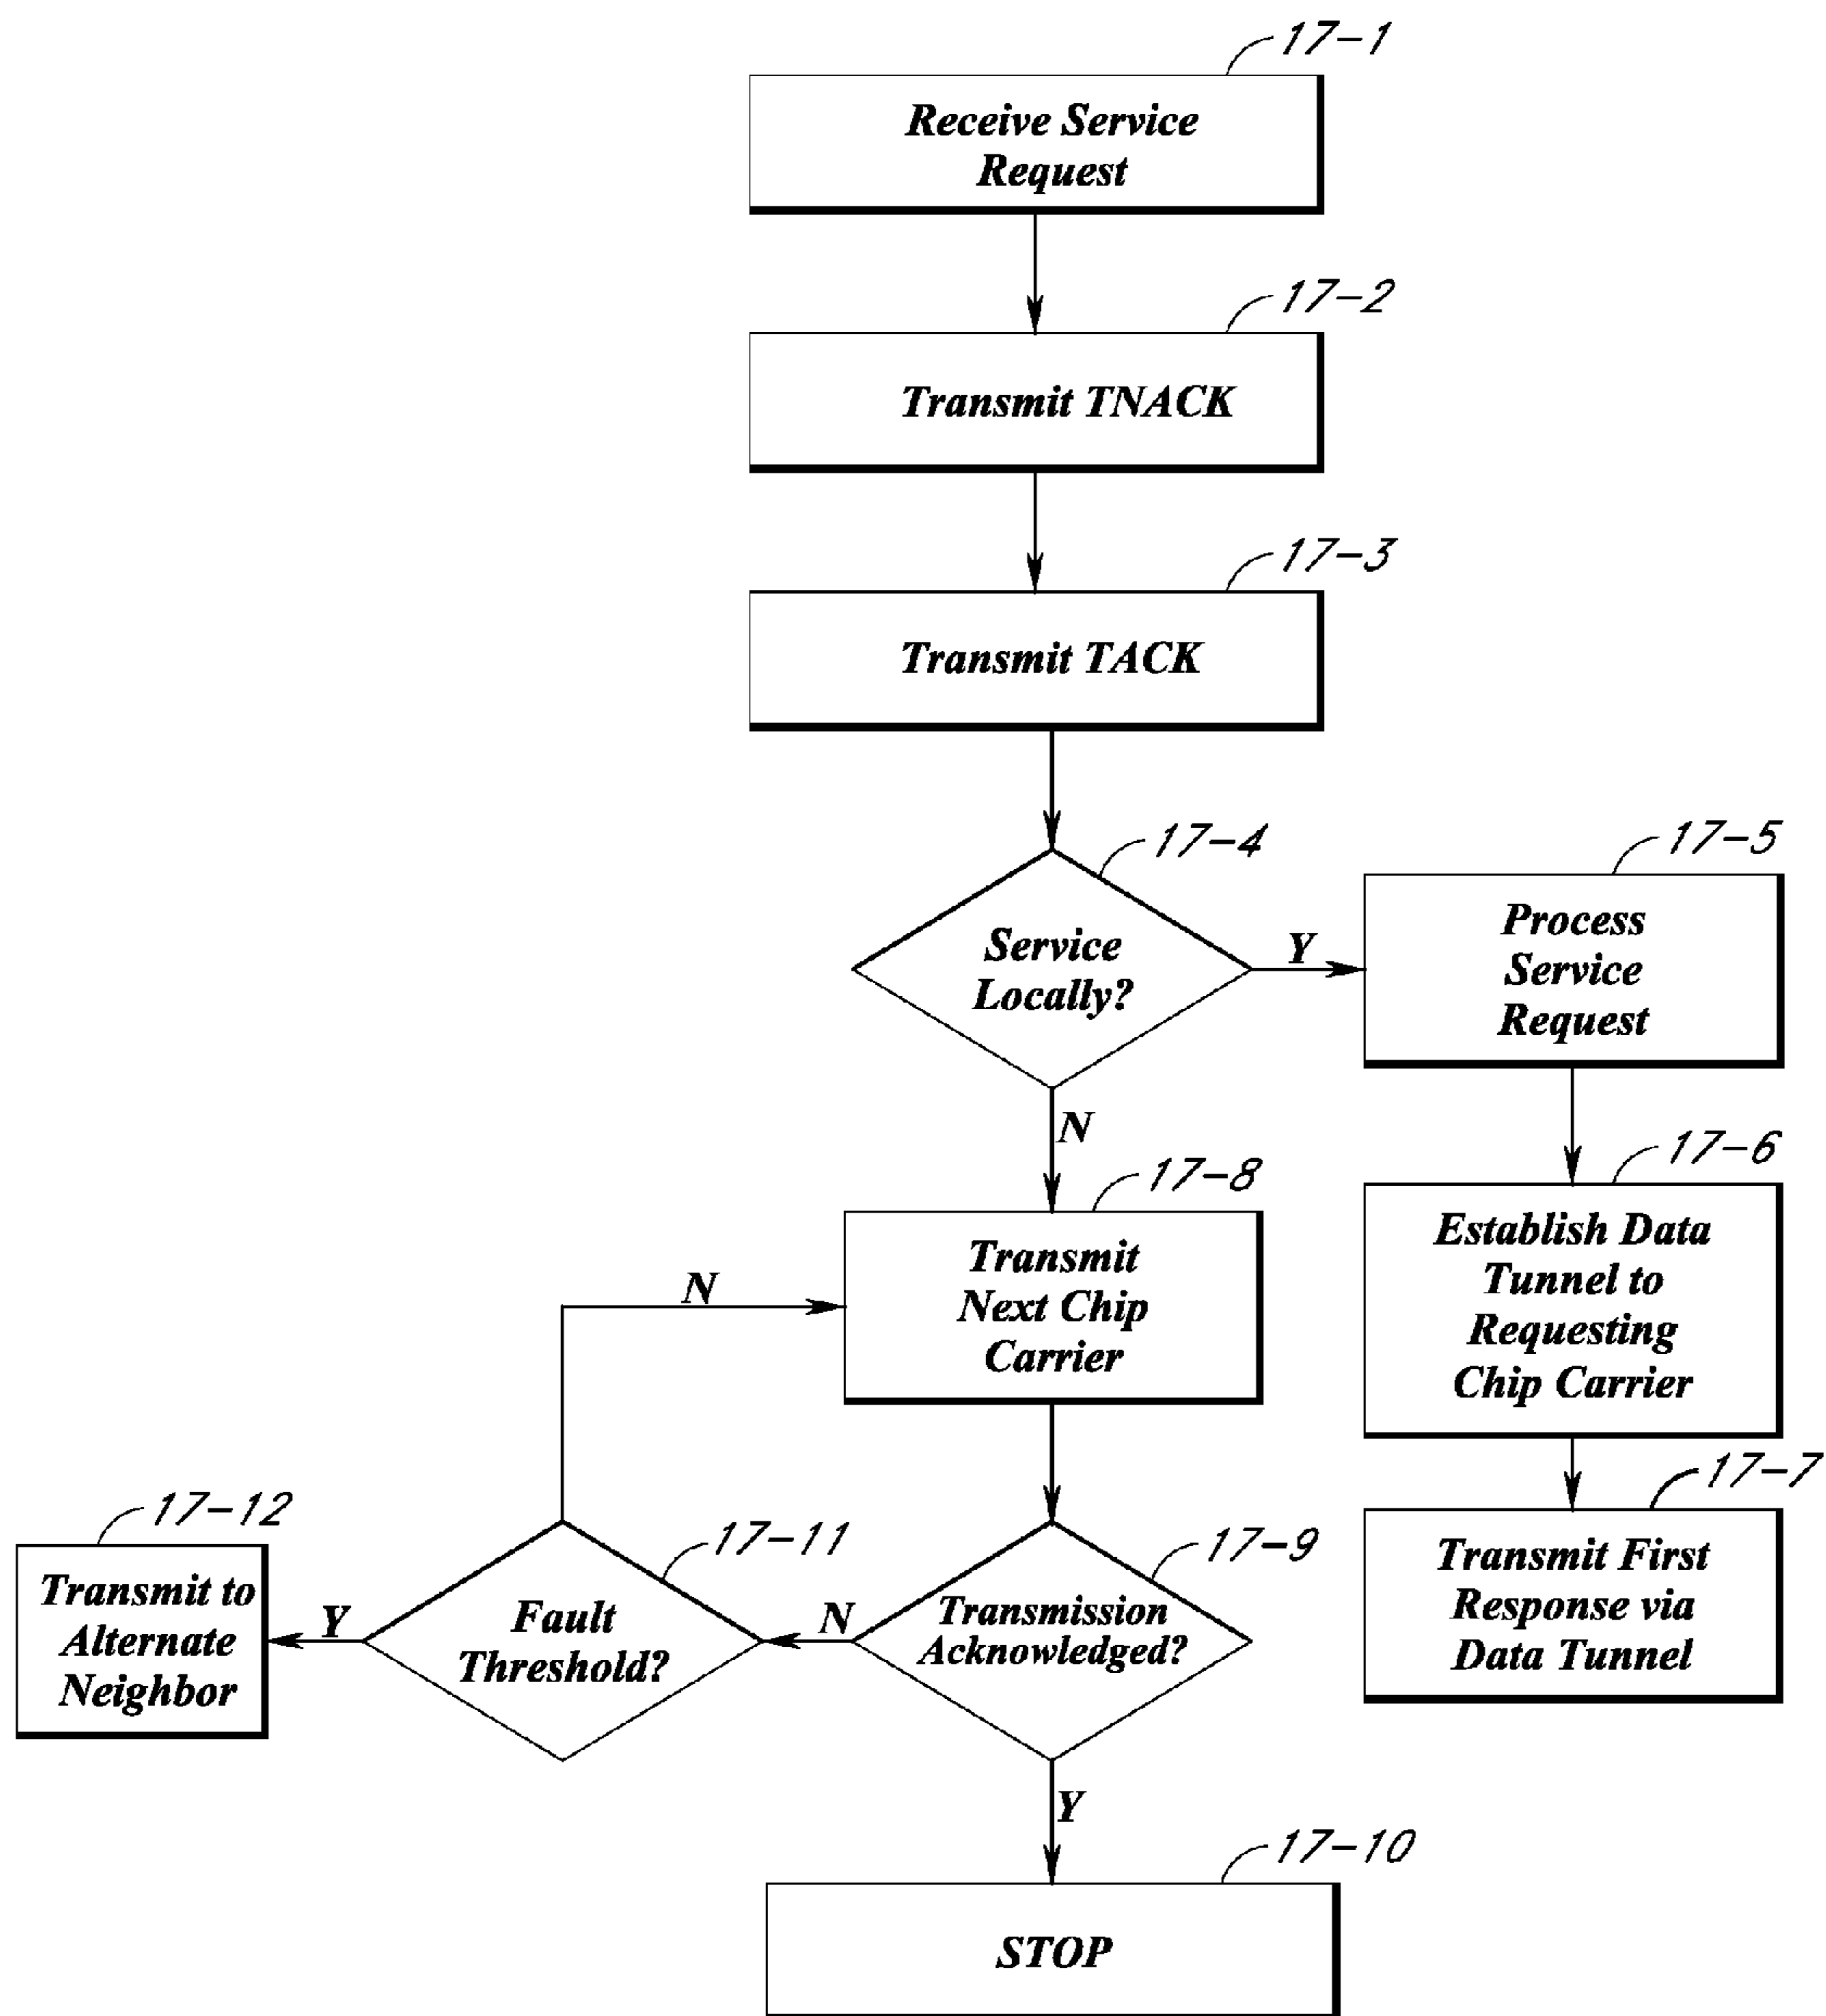 17-1
Receive Service
Request
17-2
Transmit TNACK
17-3
Transmit TACK
17-4
Service
Locally?
Y
N
17-5
Process
Service
Request
17-6
Establish Data
Tunnel to
Requesting
Chip Carrier
17-7
Transmit First
Response via
Data Tunnel
17-8
Transmit
Next Chip
Carrier
N
17-9
Transmission
Acknowledged?
N
Y
17-11
Fault
Threshold?
Y
17-12
Transmit to
Alternate
Neighbor
17-10
STOP